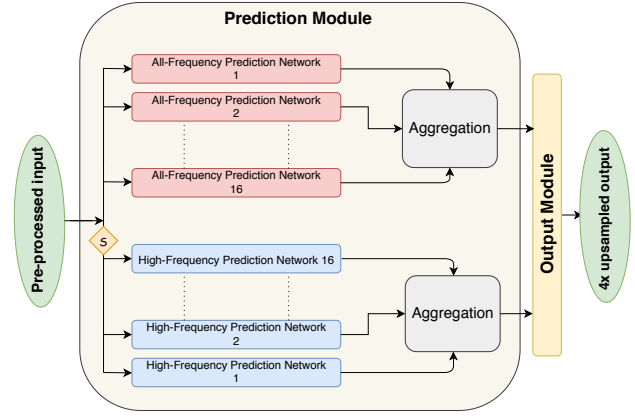 Prediction Module
All-Frequency Prediction Network
1
All-Frequency Prediction Network
2
All-Frequency Prediction Network
16
Aggregation
Pre-processed input
s
High-Frequency Prediction Network 16
High-Frequency Prediction Network
2
High-Frequency Prediction Network
1
Aggregation
Output Module
4x upsampled output